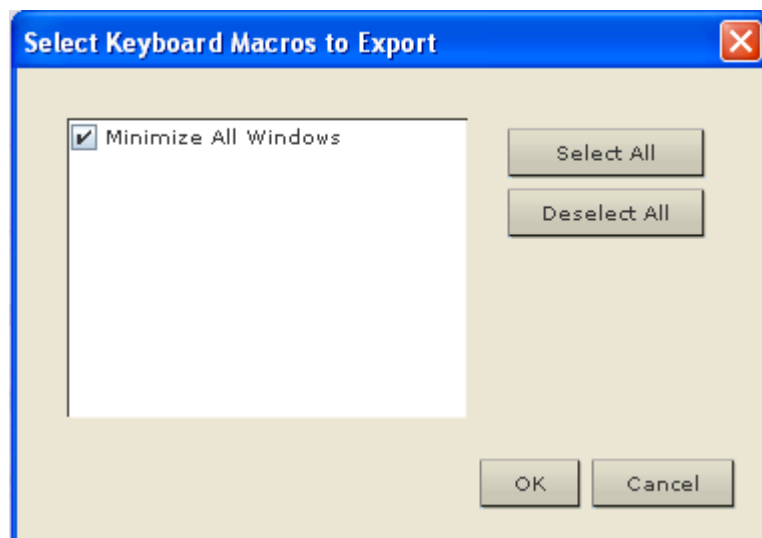 Select Keyboard Macros to Export
Minimize All Windows
Select All
Deselect All
OK
Cancel